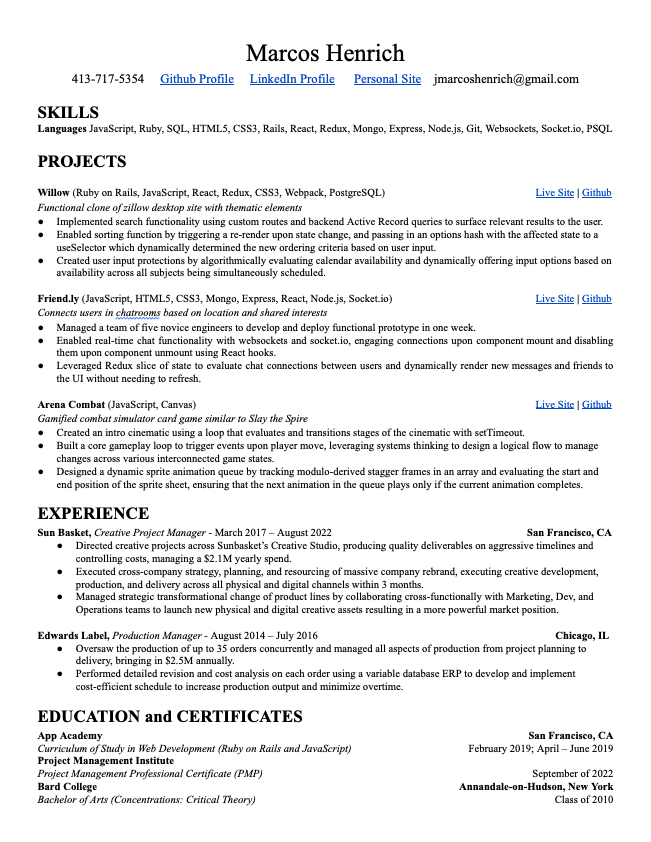 Marcos Henrich
413-717-5354 Github Profile LinkedIn Profile Personal Site jmarcoshenrich@gmail.com
SKILLS
Languages JavaScript, Ruby, SQL, HTML5, CSS3, Rails, React, Redux, Mongo, Express, Node.js, Git, Websockets, Socket.io, PSQL
PROJECTS
Willow (Ruby on Rails, JavaScript, React, Redux, CSS3, Webpack, PostgreSQL) Live Site | Github
Functional clone of zillow desktop site with thematic elements
● Implemented search functionality using custom routes and backend Active Record queries to surface relevant results to the user.
● Enabled sorting function by triggering a re-render upon state change, and passing in an options hash with the affected state to a
useSelector which dynamically determined the new ordering criteria based on user input.
● Created user input protections by algorithmically evaluating calendar availability and dynamically offering input options based on
availability across all subjects being simultaneously scheduled.
Friend.ly (JavaScript, HTML5, CSS3, Mongo, Express, React, Node.js, Socket.io) Live Site | Github
Connects users in chatrooms based on location and shared interests
● Managed a team of five novice engineers to develop and deploy functional prototype in one week.
● Enabled real-time chat functionality with websockets and socket.io, engaging connections upon component mount and disabling
them upon component unmount using React hooks.
● Leveraged Redux slice of state to evaluate chat connections between users and dynamically render new messages and friends to
the UI without needing to refresh.
Arena Combat (JavaScript, Canvas) Live Site | Github
Gamified combat simulator card game similar to Slay the Spire
● Created an intro cinematic using a loop that evaluates and transitions stages of the cinematic with setTimeout.
● Built a core gameplay loop to trigger events upon player move, leveraging systems thinking to design a logical flow to manage
changes across various interconnected game states.
● Designed a dynamic sprite animation queue by tracking modulo-derived stagger frames in an array and evaluating the start and
end position of the sprite sheet, ensuring that the next animation in the queue plays only if the current animation completes.
EXPERIENCE
Sun Basket, Creative Project Manager - March 2017 – August 2022 San Francisco, CA
● Directed creative projects across Sunbasket's Creative Studio, producing quality deliverables on aggressive timelines and
controlling costs, managing a $2.1M yearly spend.
● Executed cross-company strategy, planning, and resourcing of massive company rebrand, executing creative development,
production, and delivery across all physical and digital channels within 3 months.
● Managed strategic transformational change of product lines by collaborating cross-functionally with Marketing, Dev, and
Operations teams to launch new physical and digital creative assets resulting in a more powerful market position.
Edwards Label, Production Manager - August 2014 – July 2016 Chicago, IL
● Oversaw the production of up to 35 orders concurrently and managed all aspects of production from project planning to
delivery, bringing in $2.5M annually.
● Performed detailed revision and cost analysis on each order using a variable database ERP to develop and implement
cost-efficient schedule to increase production output and minimize overtime.
EDUCATION and CERTIFICATES
App Academy San Francisco, CA
Curriculum of Study in Web Development (Ruby on Rails and JavaScript) February 2019; April – June 2019
Project Management Institute
Project Management Professional Certificate (PMP) September of 2022
Bard College Annandale-on-Hudson, New York
Bachelor of Arts (Concentrations: Critical Theory) Class of 2010